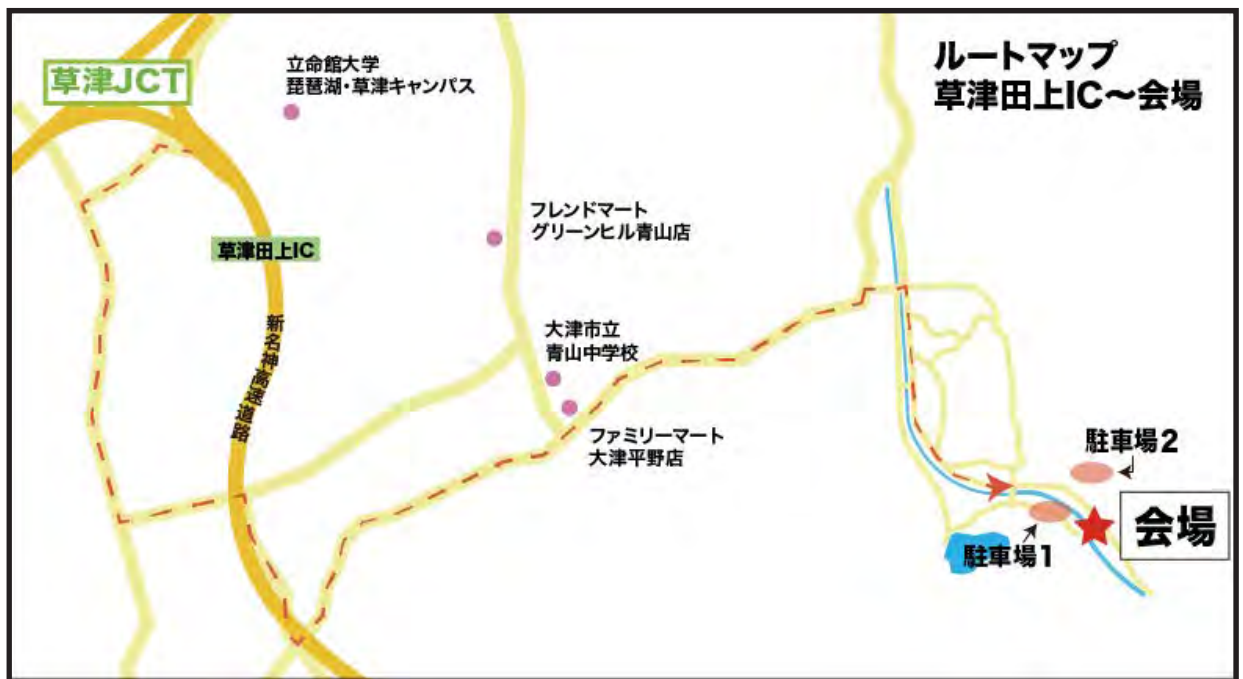 草津JCT
立命館大学
琵琶湖・草津キャンパス
ルートマップ
草津田上IC～会場
フレンドマート
グリーンヒル青山店
草津田上IC
新名神高速道路
大津市立
青山中学校
ファミリーマート
大津平野店
駐車場2
会場
駐車場1